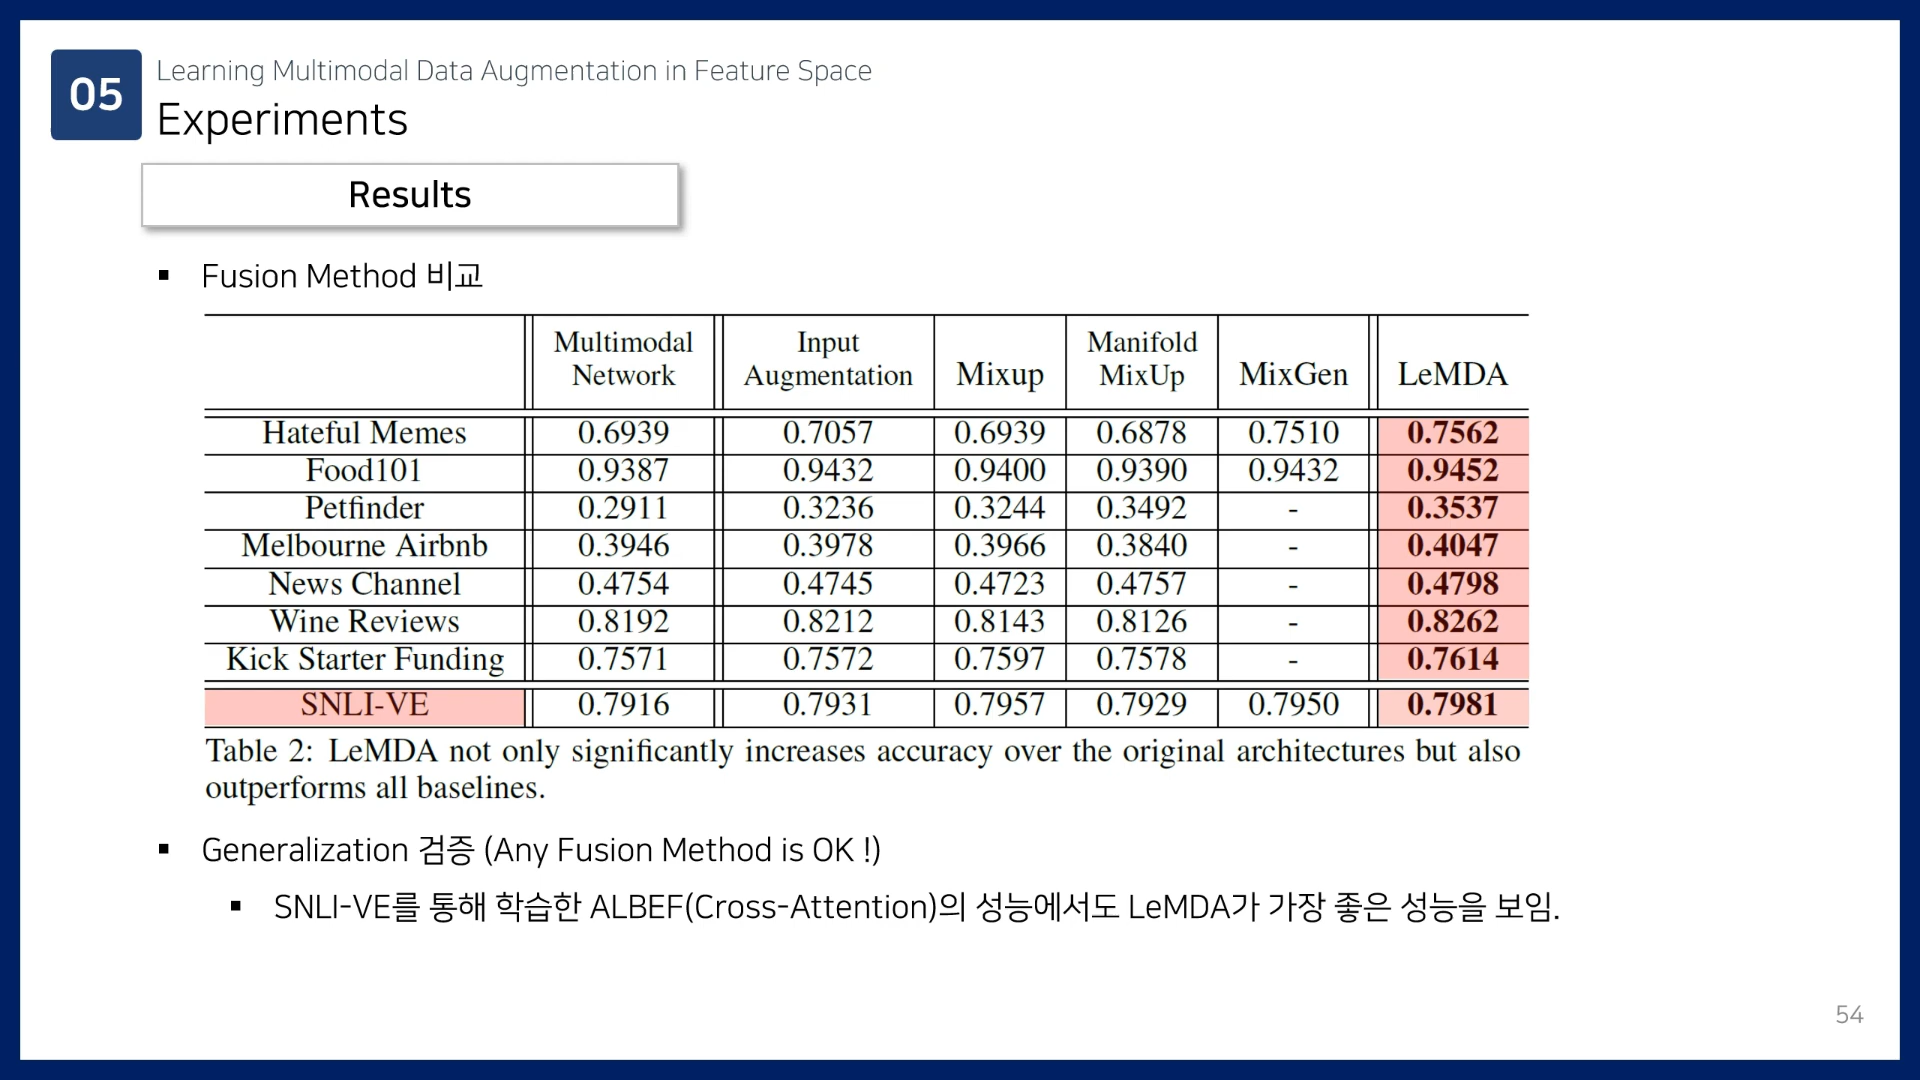 05
Learning Multimodal Data Augmentation in Feature Space
Experiments
Results
▪ Fusion Method 비교
Multimodal Network | Input Augmentation | Mixup | Manifold MixUp | MixGen | LeMDA
Hateful Memes | 0.6939 | 0.7057 | 0.6939 | 0.6878 | 0.7510 | 0.7562
Food101 | 0.9387 | 0.9432 | 0.9400 | 0.9390 | 0.9432 | 0.9452
Petfinder | 0.2911 | 0.3236 | 0.3244 | 0.3492 | - | 0.3537
Melbourne Airbnb | 0.3946 | 0.3978 | 0.3966 | 0.3840 | - | 0.4047
News Channel | 0.4754 | 0.4745 | 0.4723 | 0.4757 | - | 0.4798
Wine Reviews | 0.8192 | 0.8212 | 0.8143 | 0.8126 | - | 0.8262
Kick Starter Funding | 0.7571 | 0.7572 | 0.7597 | 0.7578 | - | 0.7614
SNLI-VE | 0.7916 | 0.7931 | 0.7957 | 0.7929 | 0.7950 | 0.7981
Table 2: LeMDA not only significantly increases accuracy over the original architectures but also
outperforms all baselines.
▪ Generalization 검증 (Any Fusion Method is OK !)
▪ SNLI-VE를 통해 학습한 ALBEF(Cross-Attention)의 성능에서도 LeMDA가 가장 좋은 성능을 보임.
54